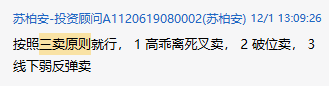 苏柏安-投资顾问A1120619080002(苏柏安) 12/1 13:09:26
按照三卖原则就行， 1 高乖离死叉卖， 2 破位卖， 3
线下弱反弹卖